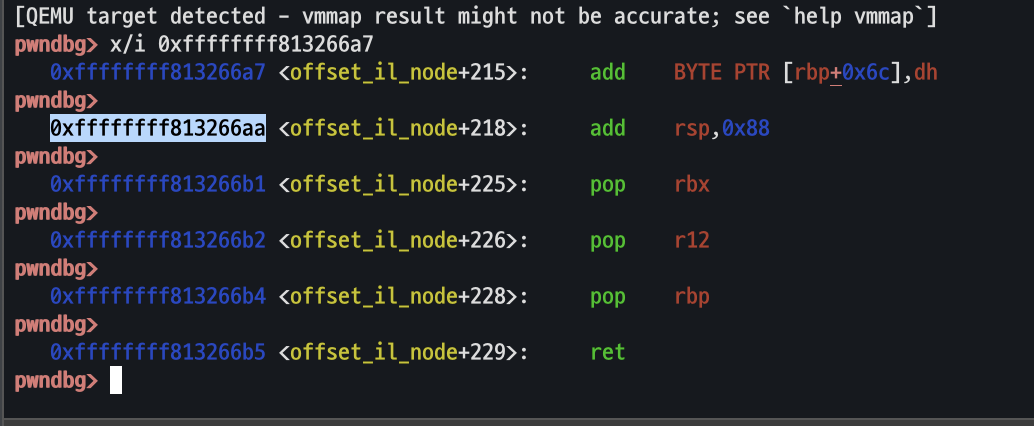 [QEMU target detected - vmmap result might not be accurate; see `help vmmap`]
pwndbg> x/i 0xffffffff813266a7
0xffffffff813266a7 <offset_il_node+215>: add BYTE PTR [rbp+0x6c],dh
pwndbg>
0xffffffff813266aa <offset_il_node+218>: add rsp,0x88
pwndbg>
0xffffffff813266b1 <offset_il_node+225>: pop rbx
pwndbg>
0xffffffff813266b2 <offset_il_node+226>: pop r12
pwndbg>
0xffffffff813266b4 <offset_il_node+228>: pop rbp
pwndbg>
0xffffffff813266b5 <offset_il_node+229>: ret
pwndbg>